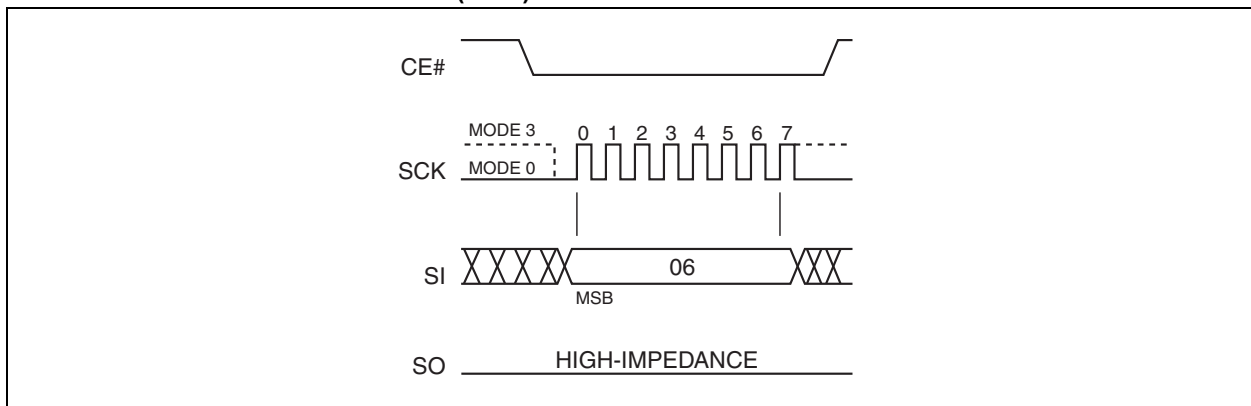 CE#
MODE 3
0 1 2 3 4 5 6 7
SCK
MODE 0
SI
06
MSB
SO
HIGH-IMPEDANCE